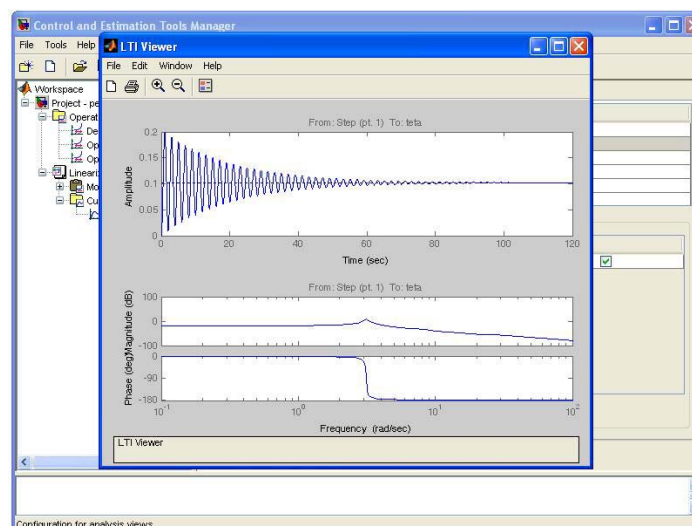 Control and Estimation Tools Manager
File Tools Help
LTI Viewer
File Edit Window Help
Workspace
Project - pe
Operat
De
Op
Op
Lineari
Mo
Cu
From: Step (pt. 1) To: teta
0.2
0.15
0.1
0.05
0
Amplitude
0 20 40 60 80 100 120
Time (sec)
From: Step (pt. 1) To: teta
100
0
-100
Magnitude (dB)
0
-90
-180
Phase (deg)
10^-1 10^0 10^1 10^2
Frequency (rad/sec)
LTI Viewer
Configuration for analysis views.